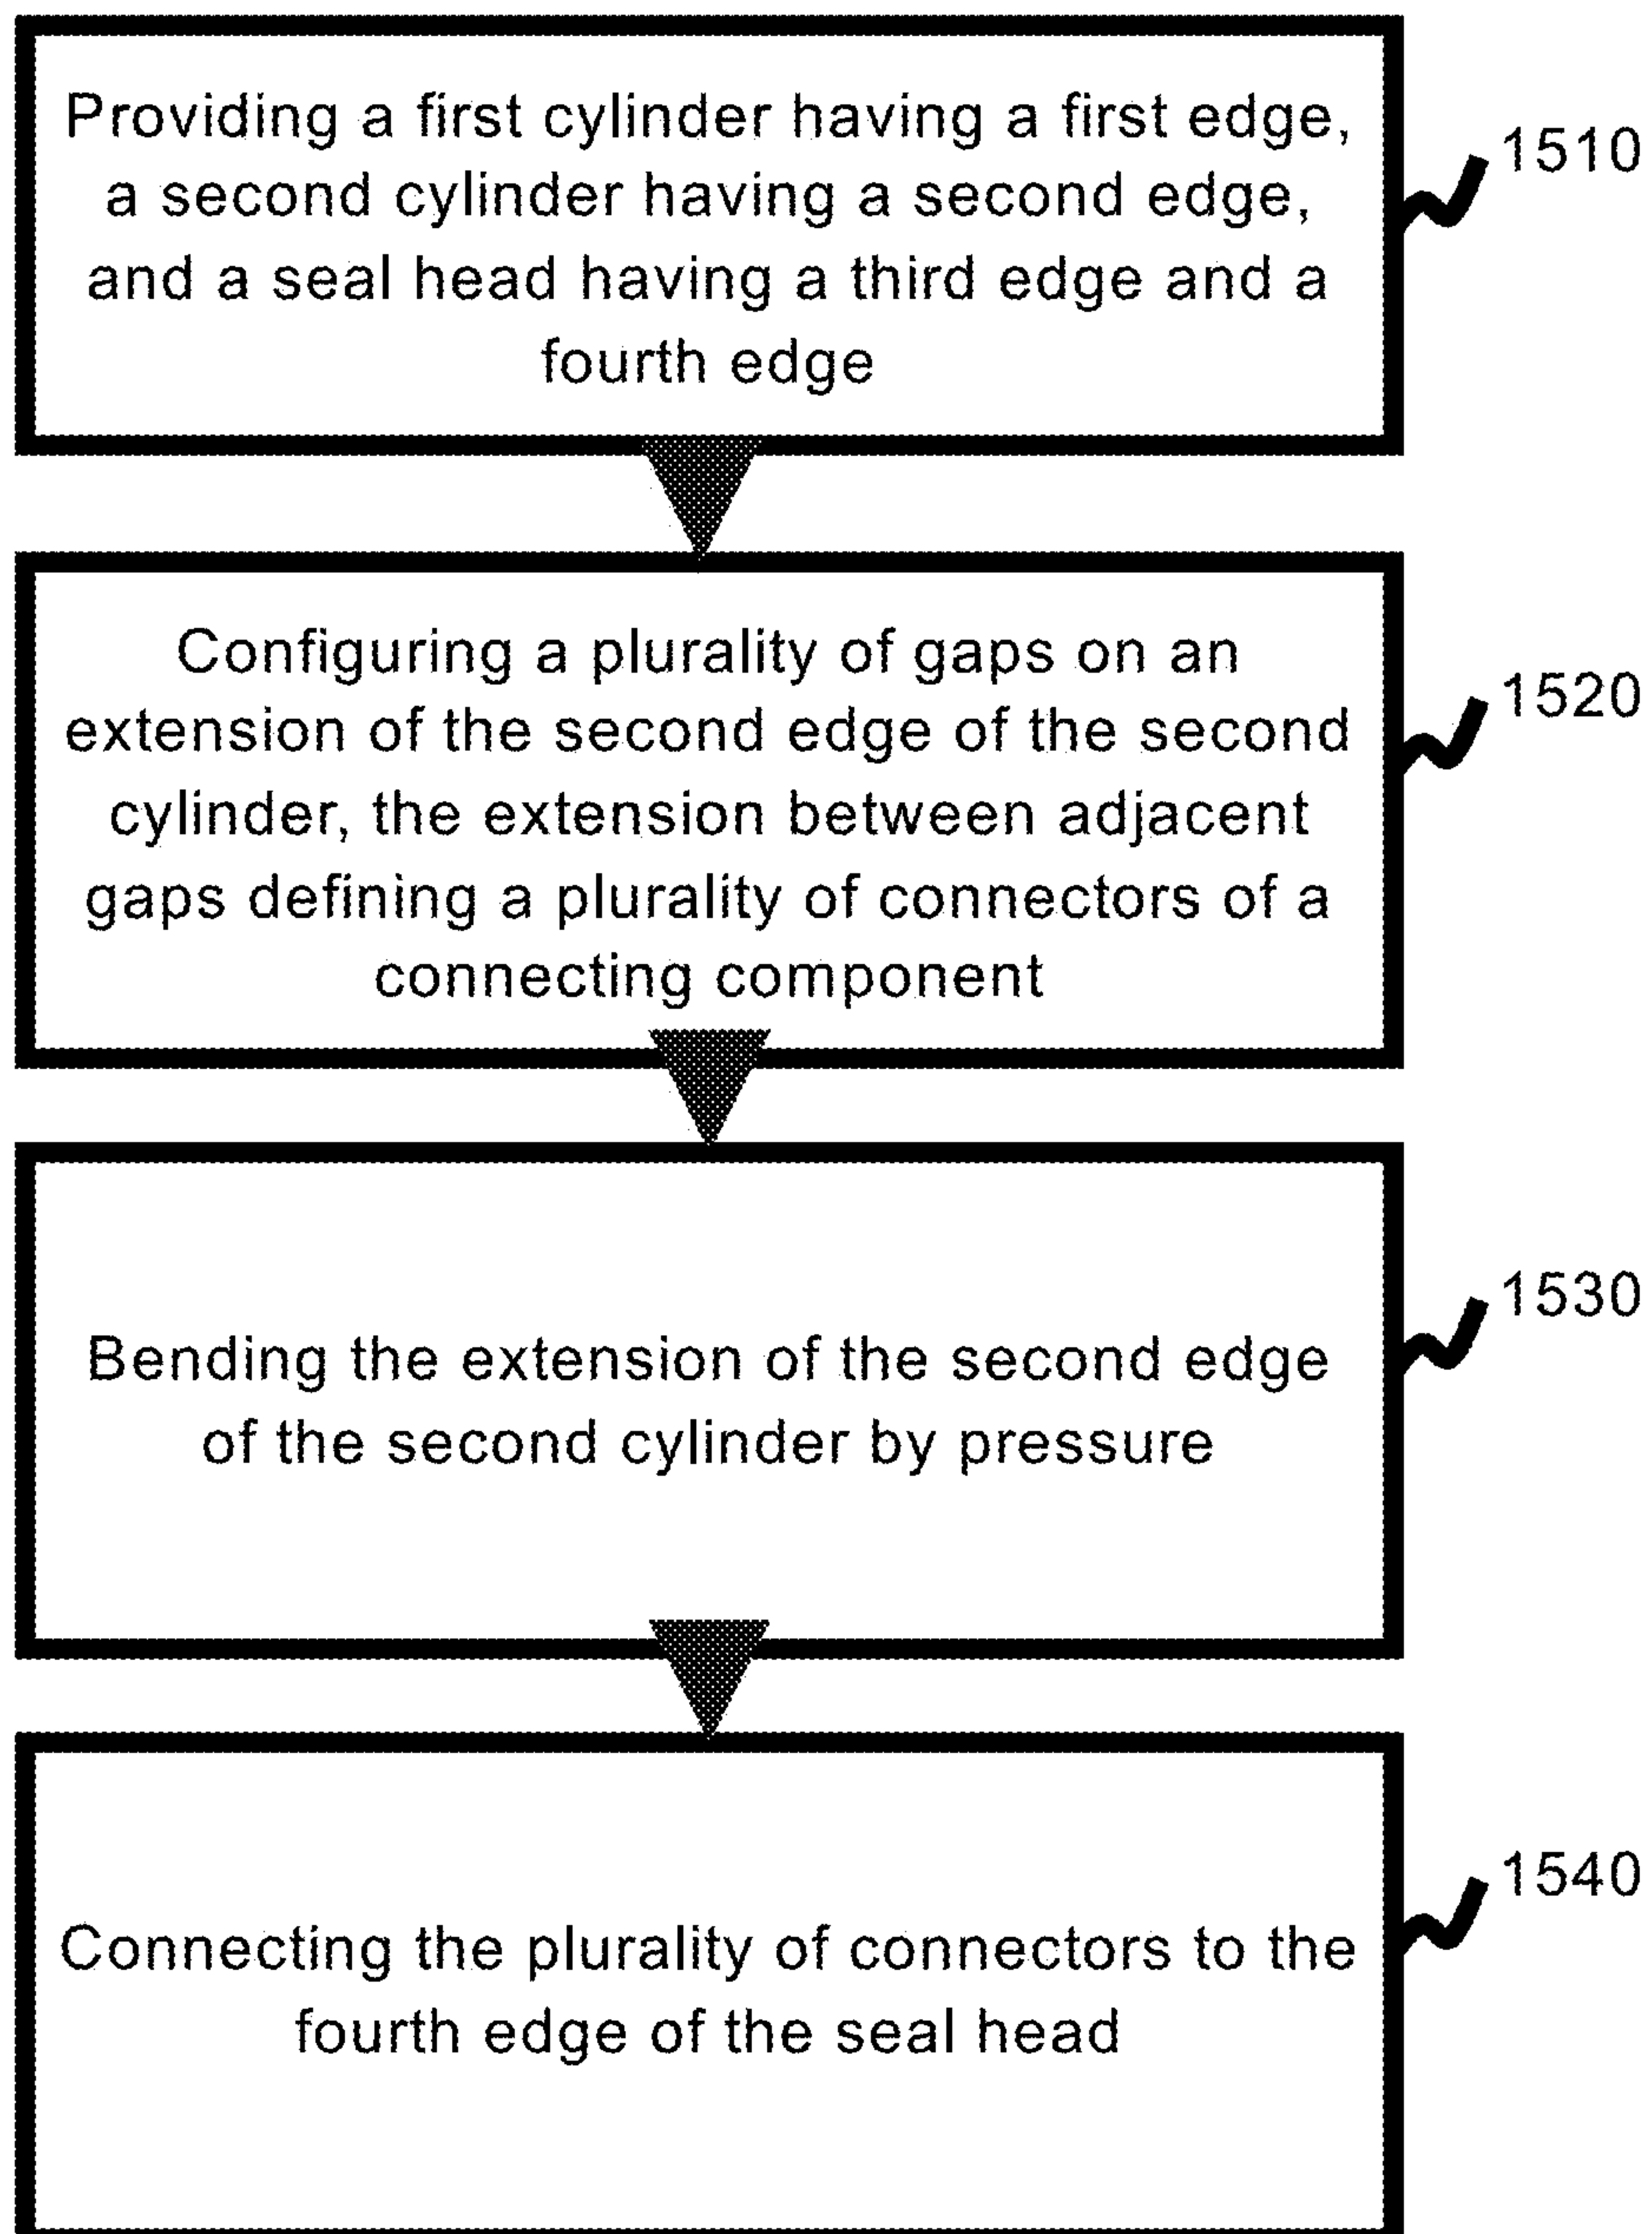 Providing a first cylinder having a first edge,
a second cylinder having a second edge,
and a seal head having a third edge and a
fourth edge
1510
Configuring a plurality of gaps on an
extension of the second edge of the second
cylinder, the extension between adjacent
gaps defining a plurality of connectors of a
connecting component
1520
Bending the extension of the second edge
of the second cylinder by pressure
1530
Connecting the plurality of connectors to the
fourth edge of the seal head
1540